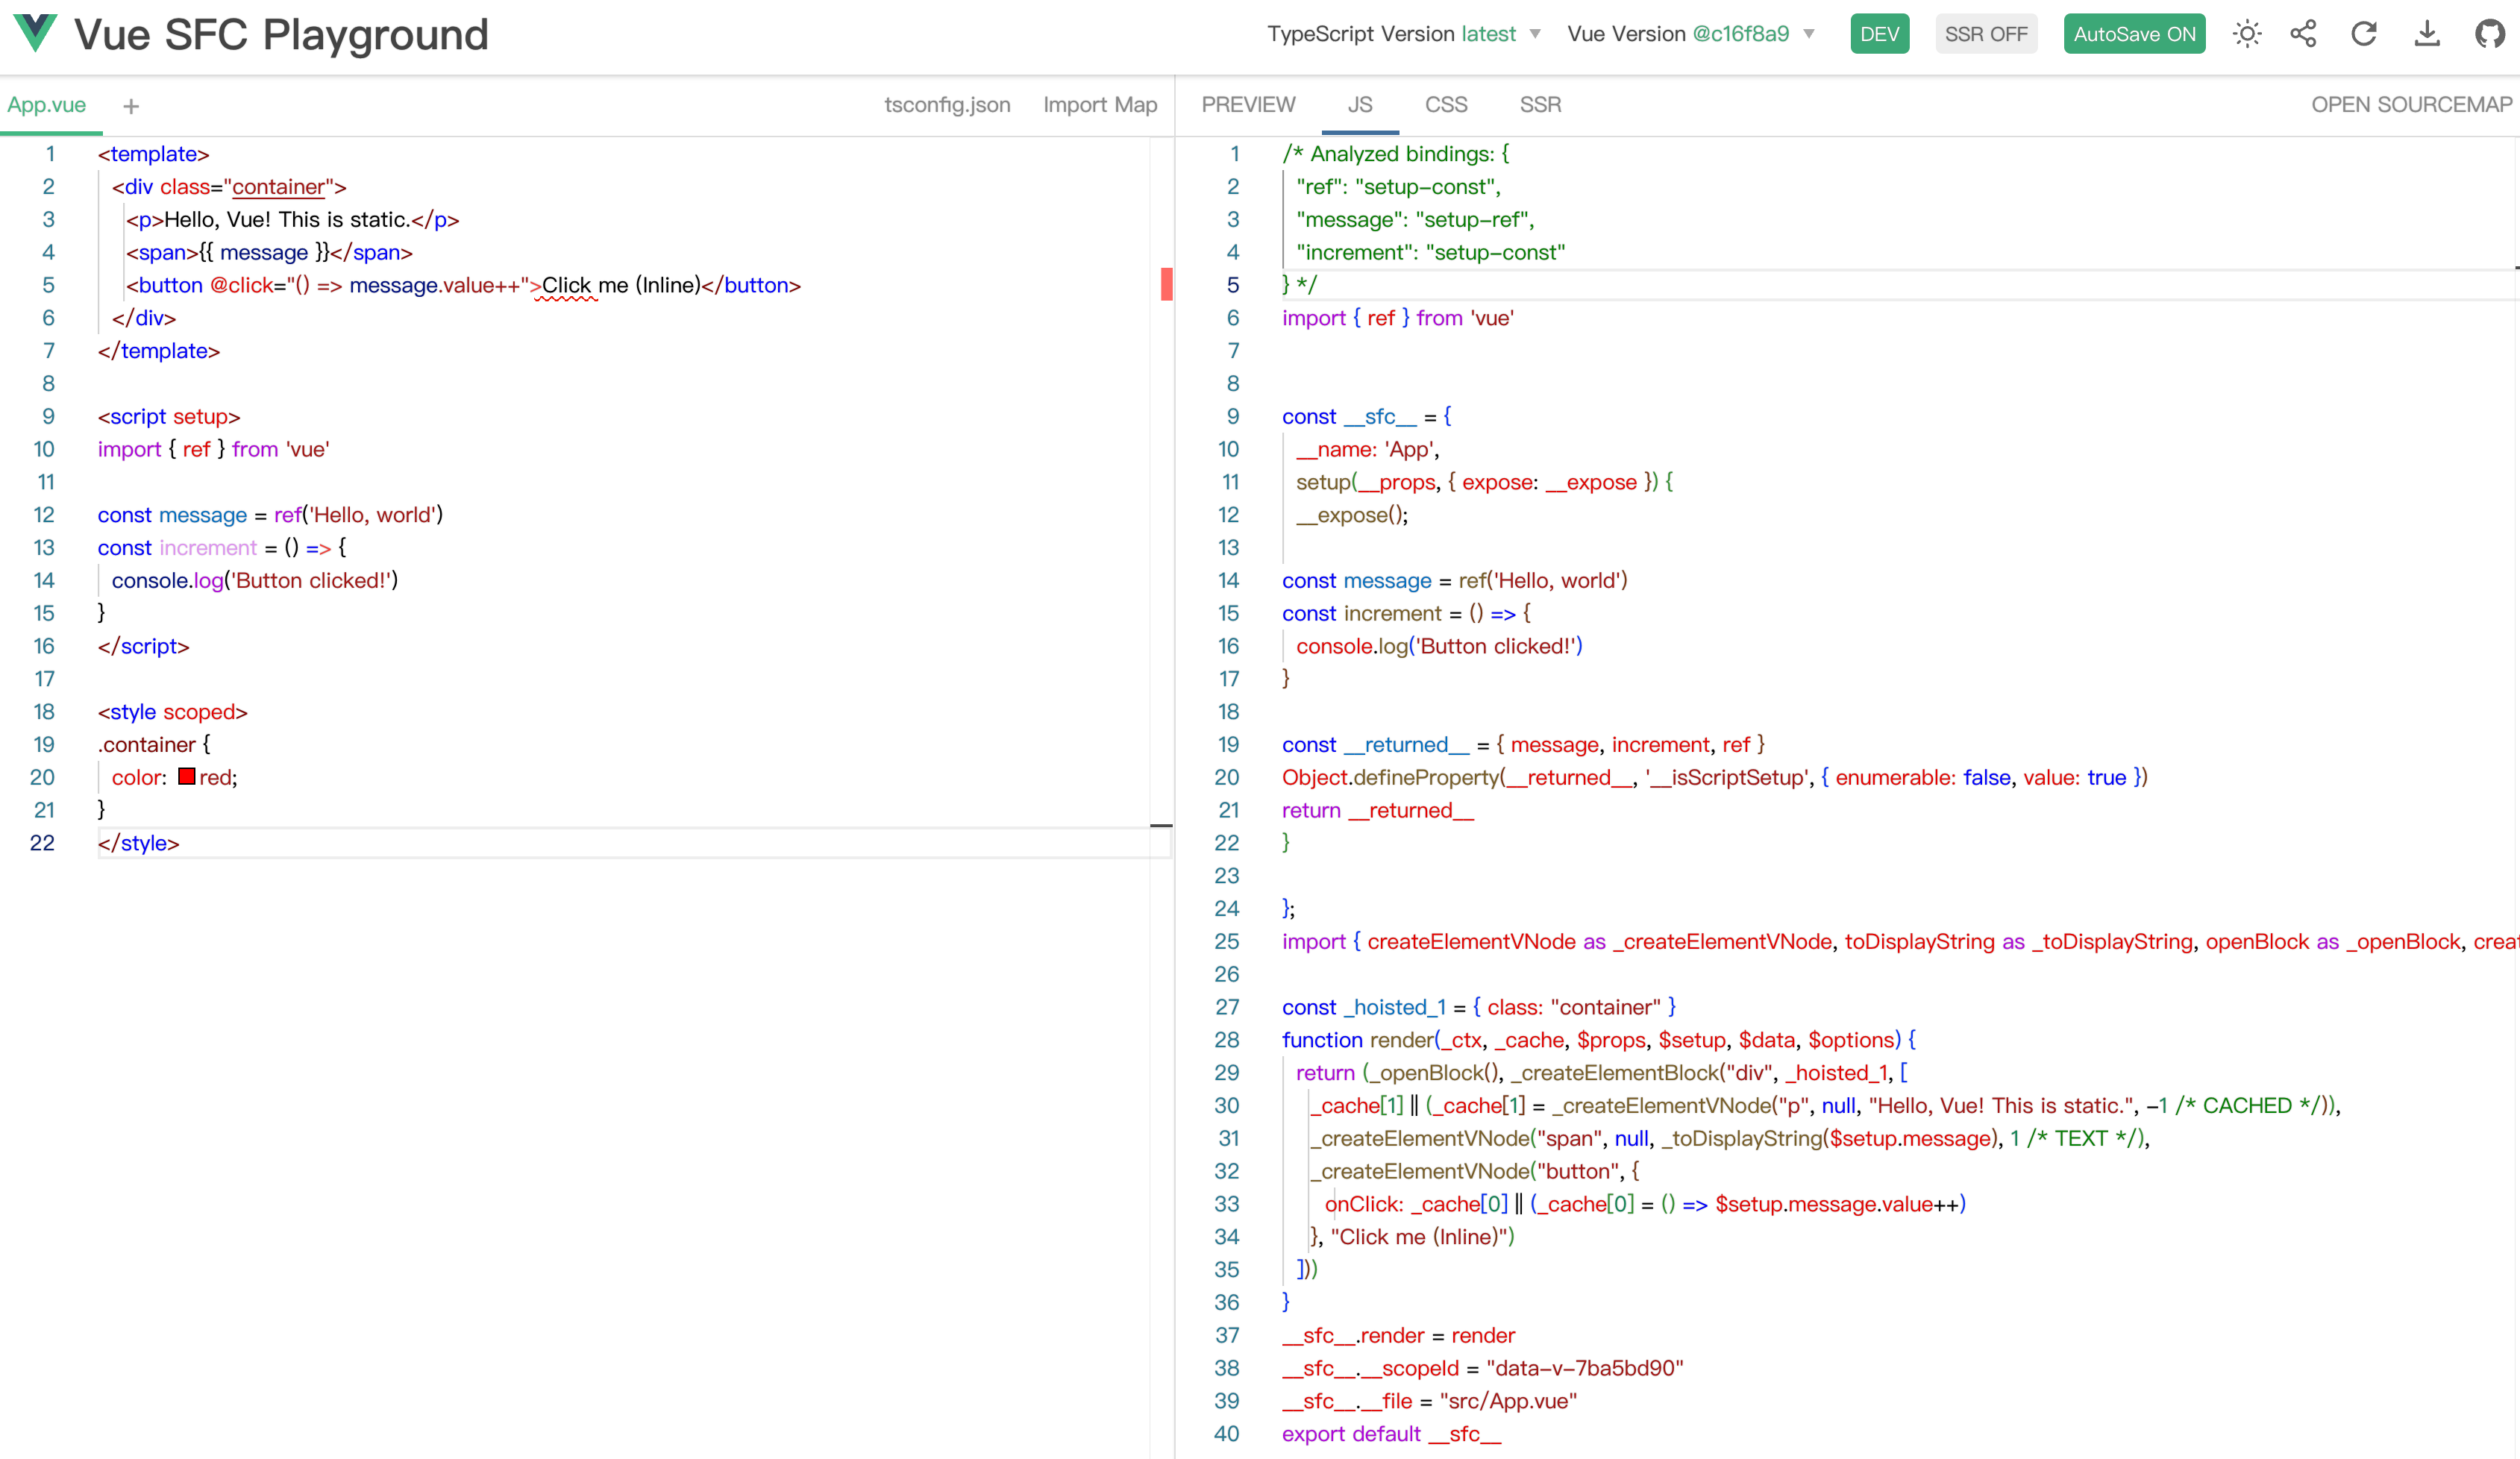 Vue SFC Playground
TypeScript Version latest
Vue Version @c16f8a9
DEV
SSR OFF
AutoSave ON
App.vue
+
tsconfig.json
Import Map
1 <template>
2 <div class="container">
3 <p>Hello, Vue! This is static.</p>
4 <span>{{ message }}</span>
5 <button @click="() => message.value++">Click me (Inline)</button>
6 </div>
7 </template>
8
9 <script setup>
10 import { ref } from 'vue'
11
12 const message = ref('Hello, world')
13 const increment = () => {
14 console.log('Button clicked!')
15 }
16 </script>
17
18 <style scoped>
19 .container {
20 color: red;
21 }
22 </style>
PREVIEW
JS
CSS
SSR
OPEN SOURCEMAP
1 /* Analyzed bindings: {
2 "ref": "setup-const",
3 "message": "setup-ref",
4 "increment": "setup-const"
5 } */
6 import { ref } from 'vue'
7
8
9 const __sfc__ = {
10 __name: 'App',
11 setup(__props, { expose: __expose }) {
12 __expose();
13
14 const message = ref('Hello, world')
15 const increment = () => {
16 console.log('Button clicked!')
17 }
18
19 const __returned__ = { message, increment, ref }
20 Object.defineProperty(__returned__, '__isScriptSetup', { enumerable: false, value: true })
21 return __returned__
22 }
23
24 };
25 import { createElementVNode as _createElementVNode, toDisplayString as _toDisplayString, openBlock as _openBlock,
26
27 const _hoisted_1 = { class: "container" }
28 function render(_ctx, _cache, $props, $setup, $data, $options) {
29 return (_openBlock(), _createElementBlock("div", _hoisted_1, [
30 _cache[1] || (_cache[1] = _createElementVNode("p", null, "Hello, Vue! This is static.", -1 /* CACHED */)),
31 _createElementVNode("span", null, _toDisplayString($setup.message), 1 /* TEXT */),
32 _createElementVNode("button", {
33 onClick: _cache[0] || (_cache[0] = () => $setup.message.value++)
34 }, "Click me (Inline)")
35 ]))
36 }
37 __sfc__.render = render
38 __sfc__.__scopeId = "data-v-7ba5bd90"
39 __sfc__.__file = "src/App.vue"
40 export default __sfc__